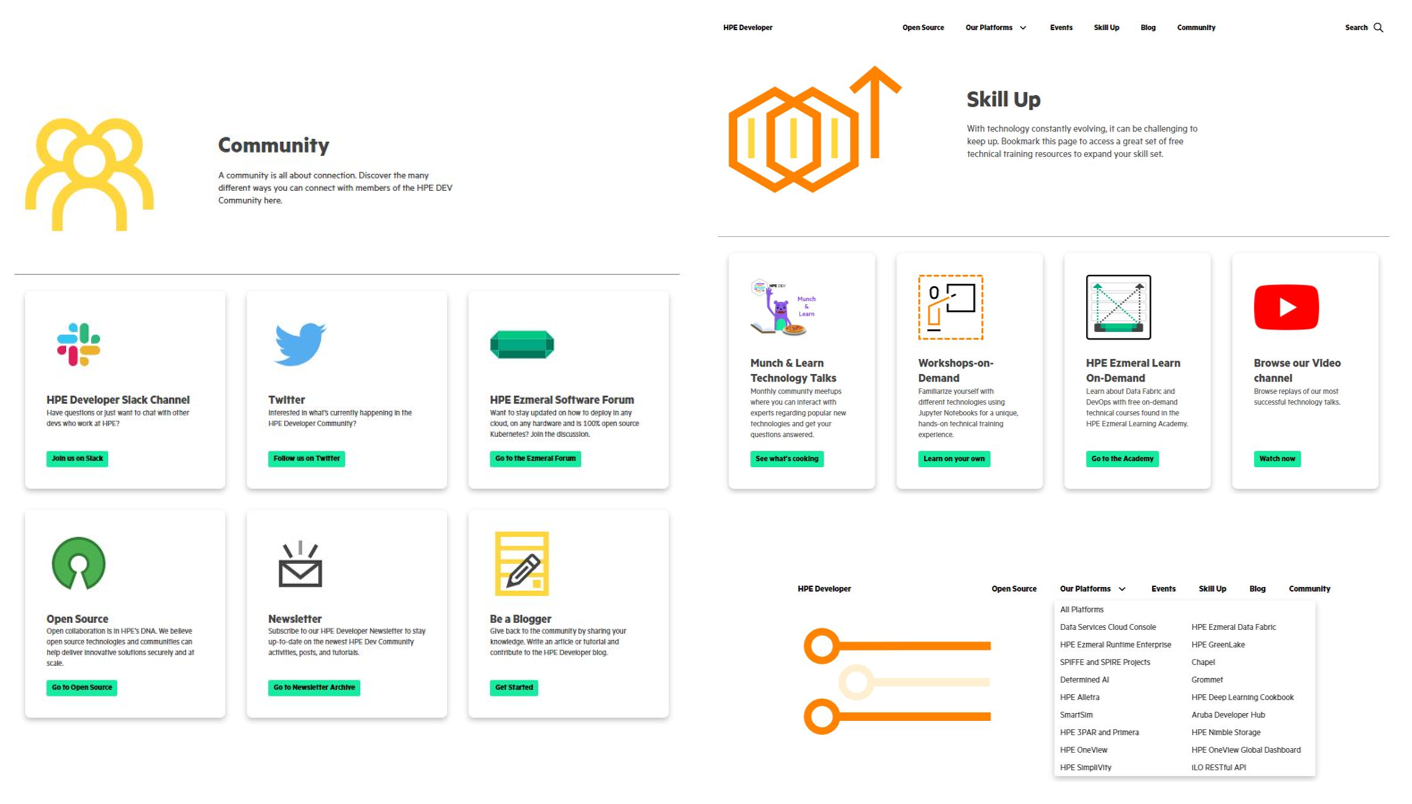 Community
A community is all about connection. Discover the many
different ways you can connect with members of the HPE DEV
Community here.
HPE Developer Slack Channel
Have questions or just want to chat with other
devs who work at HPE?
Join us on Slack
Twitter
Interested in what's currently happening in the
HPE Developer Community?
Follow us on Twitter
HPE Ezmeral Software Forum
Want to stay updated on how to deploy in any
cloud, on any hardware and is 100% open source
Kubernetes? Join the discussion.
Go to the Ezmeral Forum
Open Source
Open collaboration is in HPE's DNA. We believe
open source technologies and communities can
help deliver innovative solutions securely and at
scale.
Go to Open Source
Newsletter
Subscribe to our HPE Developer Newsletter to stay
up-to-date on the newest HPE Dev Community
activities, posts, and tutorials.
Go to Newsletter Archive
Be a Blogger
Give back to the community by sharing your
knowledge. Write an article or tutorial and
contribute to the HPE Developer blog.
Get Started
HPE Developer Open Source Our Platforms Events Skill Up Blog Community Search
Skill Up
With technology constantly evolving, it can be challenging to
keep up. Bookmark this page to access a great set of free
technical training resources to expand your skill set.
HPE DEV
Munch
&
Learn
Munch & Learn
Technology Talks
Monthly community meetups
where you can interact with
experts regarding popular new
technologies and get your
questions answered.
See what's cooking
Workshops-on-
Demand
Familiarize yourself with
different technologies using
Jupyter Notebooks for a unique,
hands-on technical training
experience.
Learn on your own
HPE Ezmeral Learn
On-Demand
Learn about Data Fabric and
DevOps with free on-demand
technical courses found in the
HPE Ezmeral Learning Academy.
Go to the Academy
Browse our Video
channel
Browse replays of our most
successful technology talks.
Watch now
HPE Developer Open Source Our Platforms Events Skill Up Blog Community
All Platforms
Data Services Cloud Console HPE Ezmeral Data Fabric
HPE Ezmeral Runtime Enterprise HPE GreenLake
SPIFFE and SPIRE Projects Chapel
Determined AI Grommet
HPE Alletra HPE Deep Learning Cookbook
SmartSim Aruba Developer Hub
HPE 3PAR and Primera HPE Nimble Storage
HPE OneView HPE OneView Global Dashboard
HPE SimpliVity iLO RESTful API